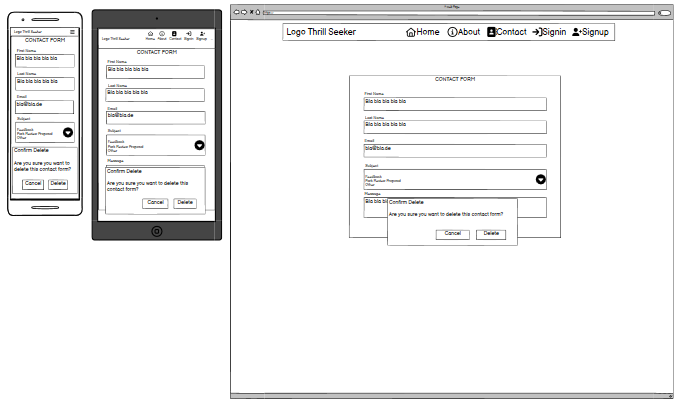 Logo Thrill Seeker
CONTACT FORM
First Name
Bla bla bla bla bla
Last Name
Bla bla bla bla bla
Email
bla@bla.de
Subject
Feedback
Park Feature Proposal
Other
Confirm Delete
Are you sure you want to
delete this contact form?
Cancel Delete
Logo Thrill Seeker Home About Contact Signin Signup
CONTACT FORM
First Name
Bla bla bla bla bla
Last Name
Bla bla bla bla bla
Email
bla@bla.de
Subject
Feedback
Park Feature Proposal
Other
Message
Confirm Delete
Are you sure you want to delete this
contact form?
Cancel Delete
Logo Thrill Seeker Home About Contact Signin Signup
CONTACT FORM
First Name
Bla bla bla bla bla
Last Name
Bla bla bla bla bla
Email
bla@bla.de
Subject
Feedback
Park Feature Proposal
Other
Message
Bla bla
Confirm Delete
Are you sure you want to delete this contact form?
Cancel Delete